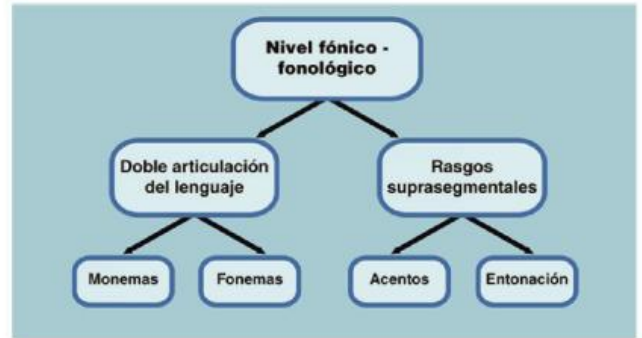 Nivel fónico -
fonológico
Doble articulación
del lenguaje
Rasgos
suprasegmentales
Monemas
Fonemas
Acentos
Entonación